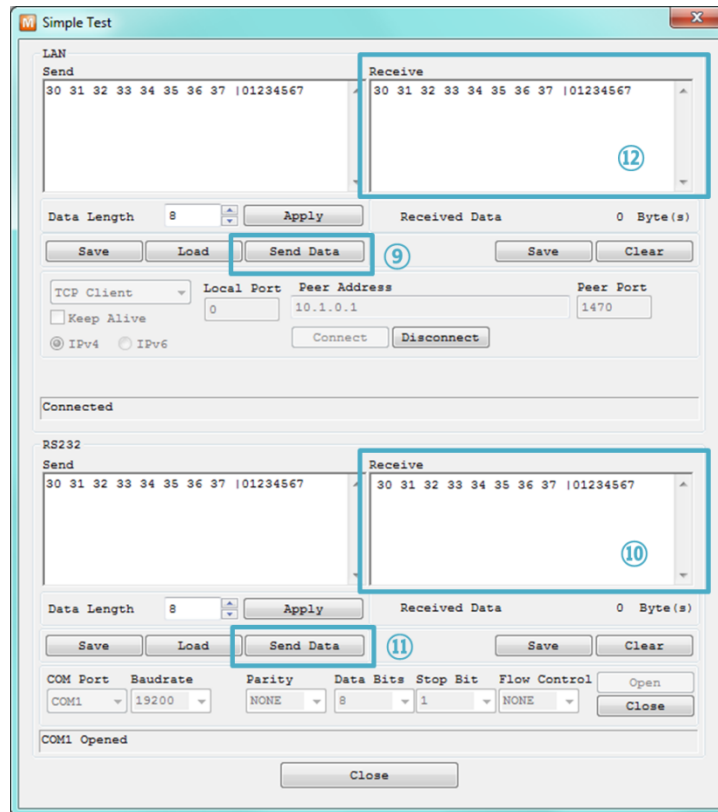 M Simple Test
x
LAN
Send
Receive
30 31 32 33 34 35 36 37 |01234567
30 31 32 33 34 35 36 37 |01234567
⑫
Data Length 8 Apply Received Data 0 Byte(s)
Save Load Send Data ⑨ Save Clear
TCP Client Local Port Peer Address Peer Port
0 10.1.0.1 1470
Keep Alive
IPv4 IPv6 Connect Disconnect
Connected
RS232
Send
Receive
30 31 32 33 34 35 36 37 |01234567
30 31 32 33 34 35 36 37 |01234567
⑩
Data Length 8 Apply Received Data 0 Byte(s)
Save Load Send Data ⑪ Save Clear
COM Port Baudrate Parity Data Bits Stop Bit Flow Control Open
COM1 19200 NONE 8 1 NONE Close
COM1 Opened
Close